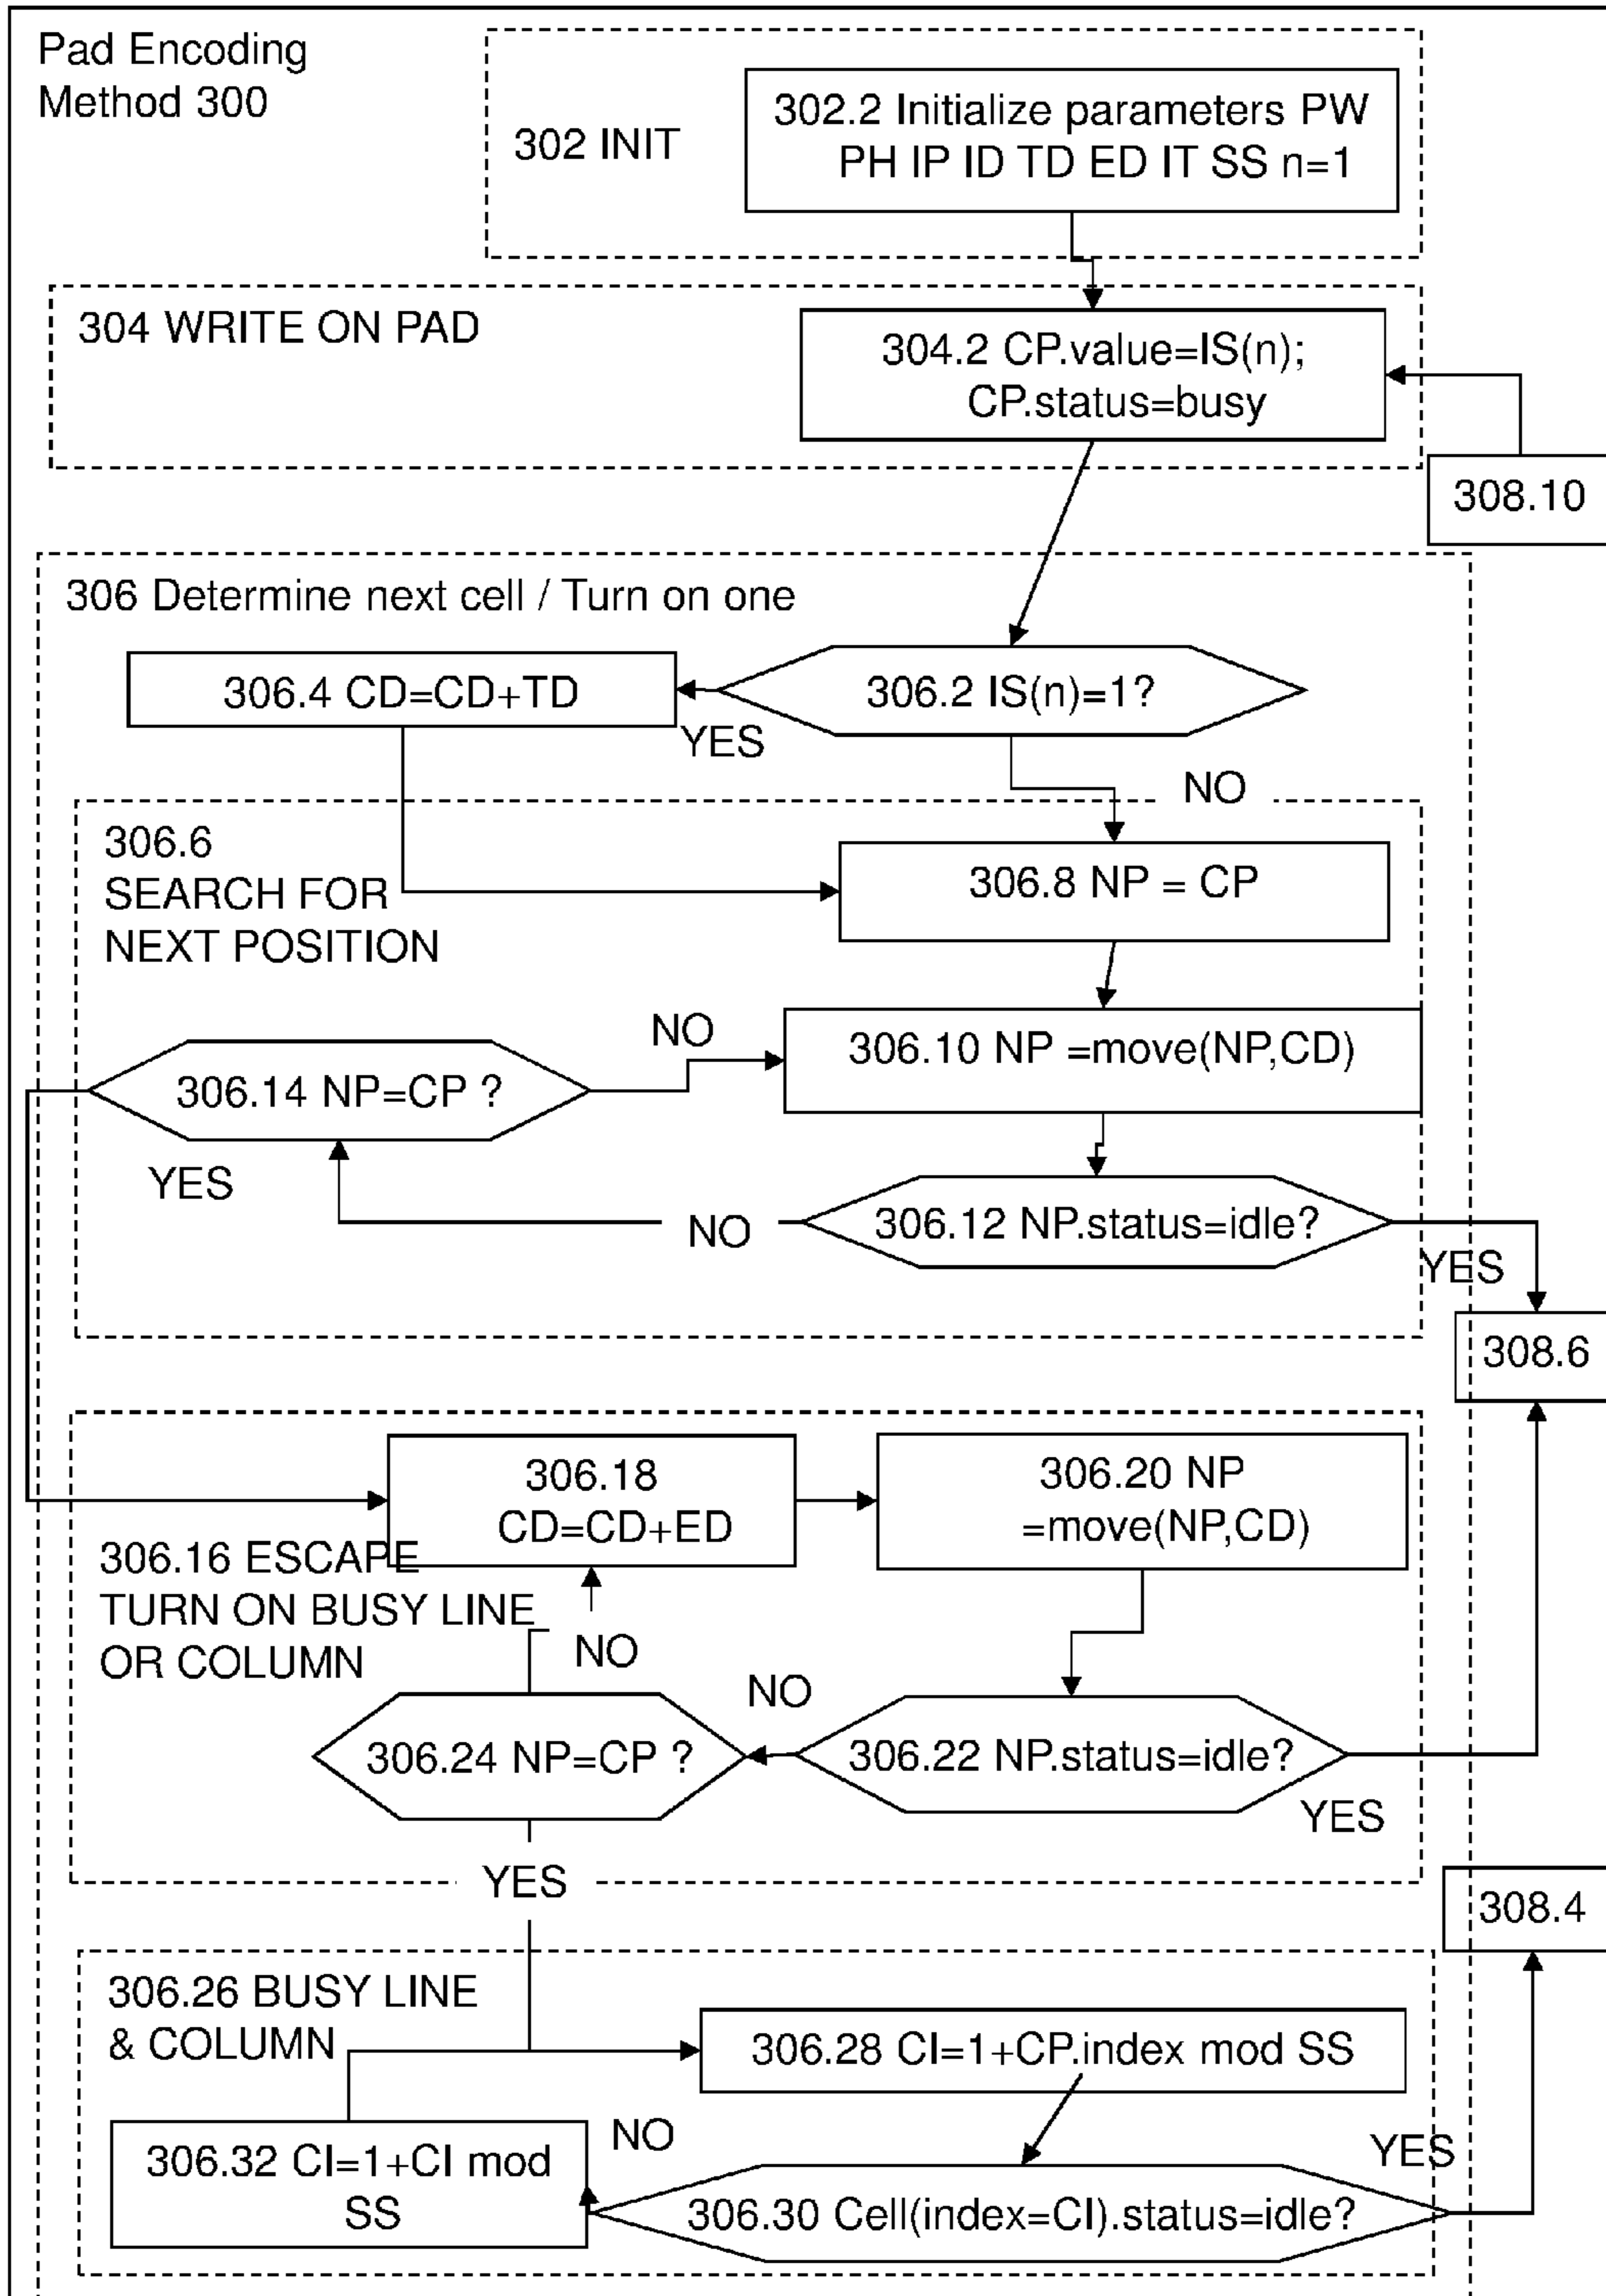 Pad Encoding
Method 300
302 INIT
302.2 Initialize parameters PW
PH IP ID TD ED IT SS n=1
304 WRITE ON PAD
304.2 CP.value=IS(n);
CP.status=busy
308.10
306 Determine next cell / Turn on one
306.4 CD=CD+TD
306.2 IS(n)=1?
YES
NO
306.6
SEARCH FOR
NEXT POSITION
306.8 NP = CP
NO
306.10 NP =move(NP,CD)
306.14 NP=CP ?
YES
NO
306.12 NP.status=idle?
YES
308.6
306.18
CD=CD+ED
306.20 NP
=move(NP,CD)
306.16 ESCAPE
TURN ON BUSY LINE
OR COLUMN
NO
NO
306.24 NP=CP ?
306.22 NP.status=idle?
YES
YES
308.4
306.26 BUSY LINE
& COLUMN
306.28 CI=1+CP.index mod SS
NO
YES
306.32 CI=1+CI mod
SS
306.30 Cell(index=CI).status=idle?